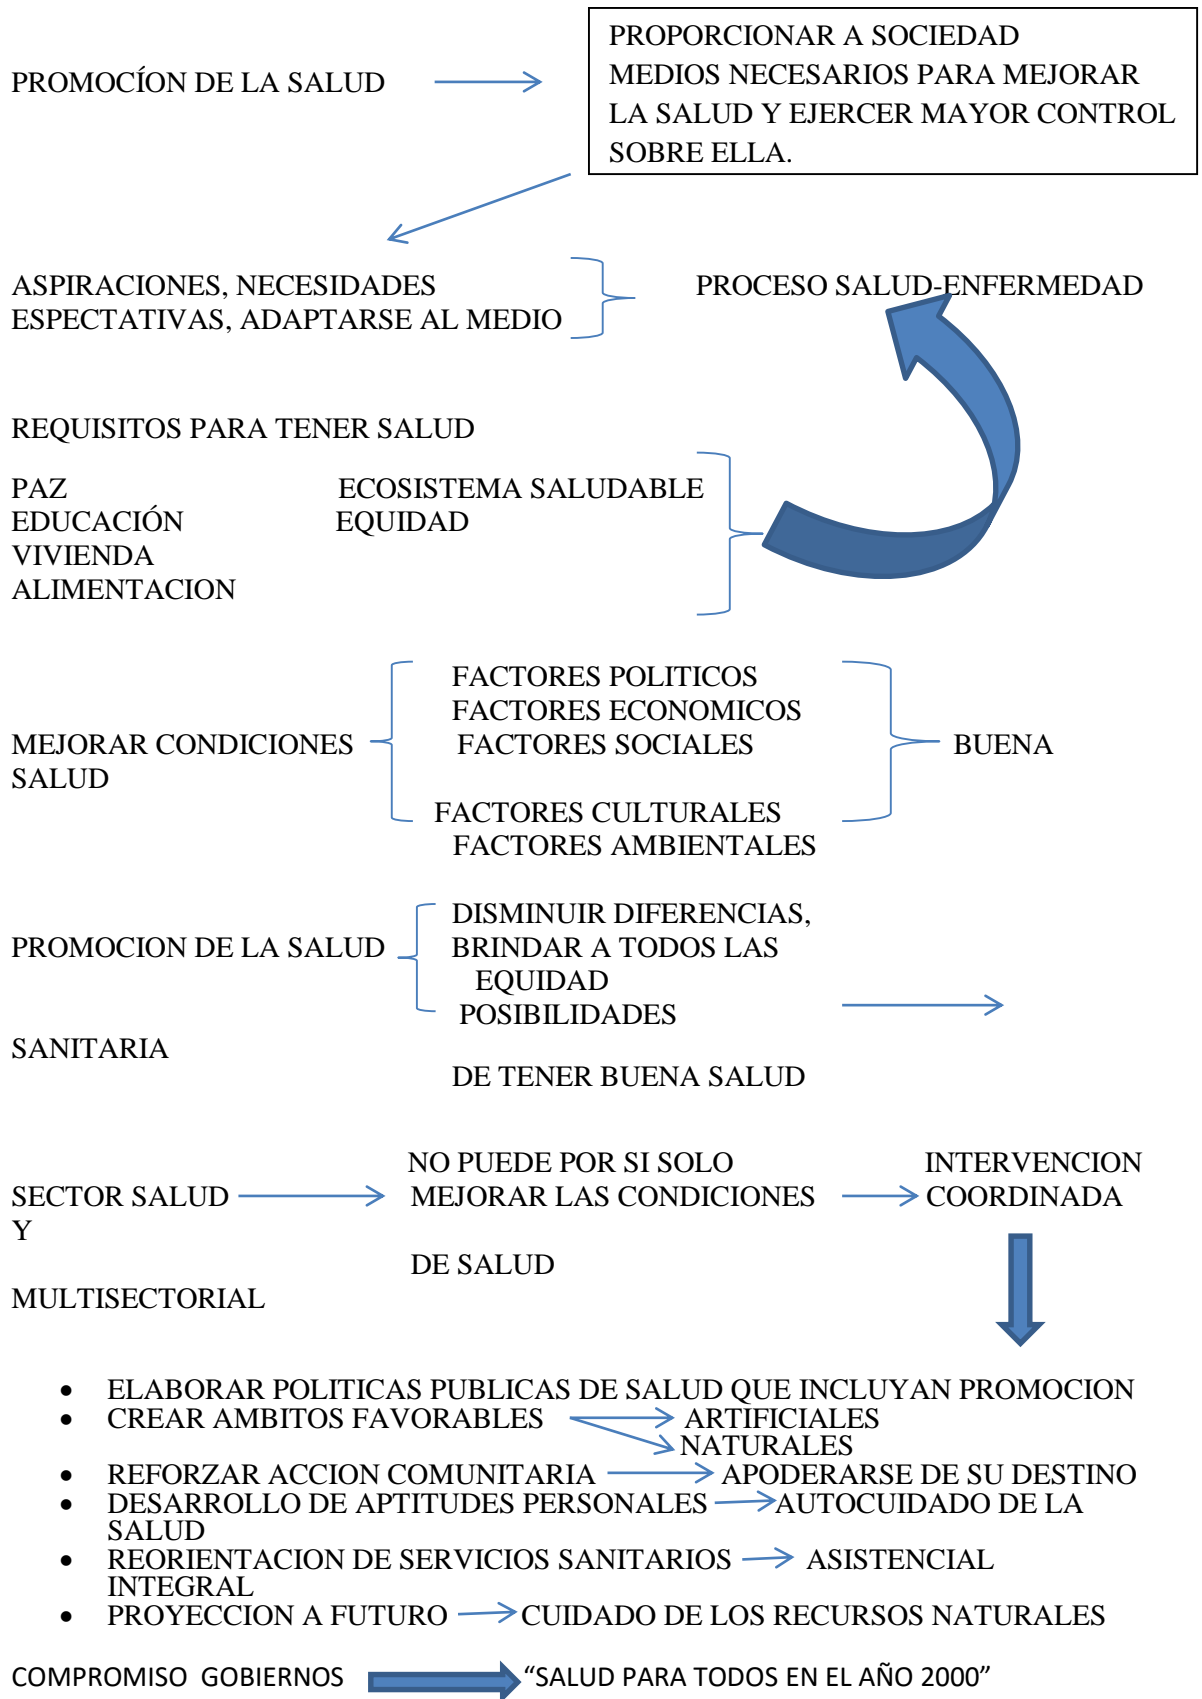 PROPORCIONAR A SOCIEDAD
PROMOCÍON DE LA SALUD MEDIOS NECESARIOS PARA MEJORAR
LA SALUD Y EJERCER MAYOR CONTROL
SOBRE ELLA.
ASPIRACIONES, NECESIDADES PROCESO SALUD-ENFERMEDAD
ESPECTATIVAS, ADAPTARSE AL MEDIO
REQUISITOS PARA TENER SALUD
PAZ ECOSISTEMA SALUDABLE
EDUCACIÓN EQUIDAD
VIVIENDA
ALIMENTACION
FACTORES POLITICOS
FACTORES ECONOMICOS
MEJORAR CONDICIONES FACTORES SOCIALES BUENA
SALUD
FACTORES CULTURALES
FACTORES AMBIENTALES
DISMINUIR DIFERENCIAS,
PROMOCION DE LA SALUD BRINDAR A TODOS LAS
EQUIDAD
POSIBILIDADES
SANITARIA
DE TENER BUENA SALUD
NO PUEDE POR SI SOLO INTERVENCION
SECTOR SALUD MEJORAR LAS CONDICIONES COORDINADA
Y
DE SALUD
MULTISECTORIAL
• ELABORAR POLITICAS PUBLICAS DE SALUD QUE INCLUYAN PROMOCION
• CREAR AMBITOS FAVORABLES ARTIFICIALES
NATURALES
• REFORZAR ACCION COMUNITARIA APODERARSE DE SU DESTINO
• DESARROLLO DE APTITUDES PERSONALES AUTOCUIDADO DE LA
SALUD
• REORIENTACION DE SERVICIOS SANITARIOS ASISTENCIAL
INTEGRAL
• PROYECCION A FUTURO CUIDADO DE LOS RECURSOS NATURALES
COMPROMISO GOBIERNOS “SALUD PARA TODOS EN EL AÑO 2000”